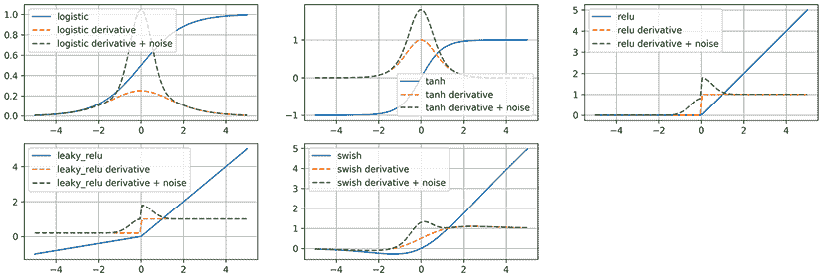 1.0
0.8
0.6
0.4
0.2
0.0
logistic
logistic derivative
logistic derivative + noise
−4 −2 0 2 4
1
0
−1
tanh
tanh derivative
tanh derivative + noise
−4 −2 0 2 4
5
4
3
2
1
0
relu
relu derivative
relu derivative + noise
−4 −2 0 2 4
4
2
0
leaky_relu
leaky_relu derivative
leaky_relu derivative + noise
−4 −2 0 2 4
5
4
3
2
1
0
swish
swish derivative
swish derivative + noise
−4 −2 0 2 4